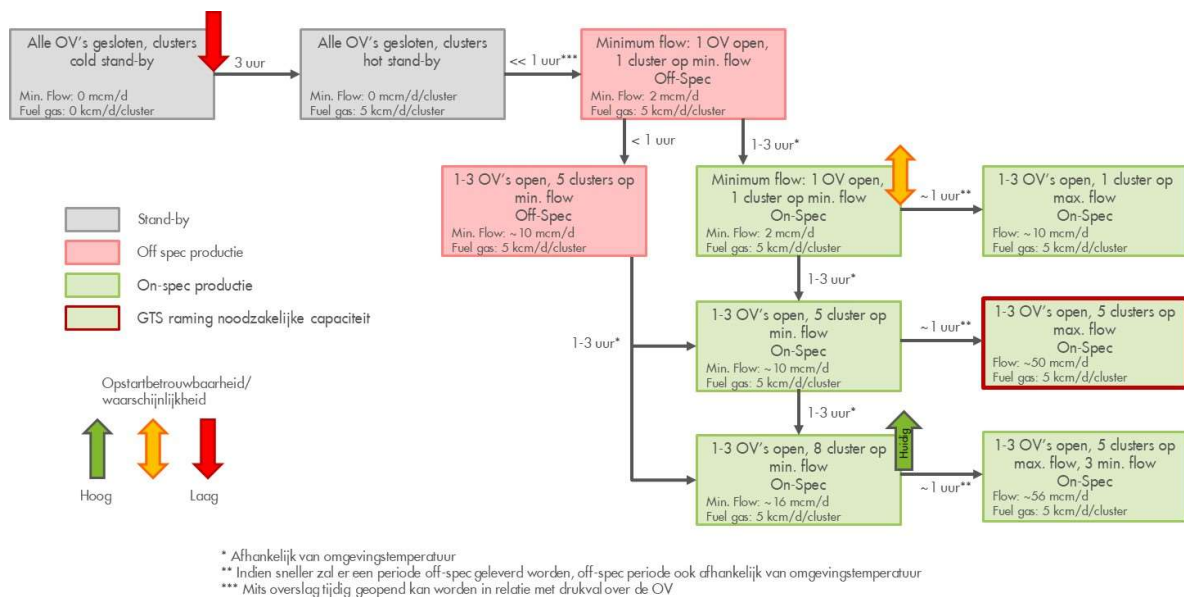 Alle OV's gesloten, clusters
cold stand-by
Min. Flow: 0 mcm/d
Fuel gas: 0 kcm/d/cluster
3 uur
Alle OV's gesloten, clusters
hot stand-by
Min. Flow: 0 mcm/d/cluster
Fuel gas: 5 kcm/d/cluster
<< 1 uur***
Minimum flow: 1 OV open,
1 cluster op min. flow
Off-Spec
Min. Flow: 2 mcm/d
Fuel gas: 5 kcm/d/cluster
< 1 uur
1-3 uur*
1-3 OV's open, 5 clusters op
min. flow
Off-Spec
Min. Flow: ~10 mcm/d
Fuel gas: 5 kcm/d/cluster
Minimum flow: 1 OV open,
1 cluster op min. flow
On-Spec
Min. Flow: 2 mcm/d
Fuel gas: 5 kcm/d/cluster
~1 uur**
1-3 OV's open, 1 cluster op
max. flow
On-Spec
Flow: ~10 mcm/d
Fuel gas: 5 kcm/d/cluster
Stand-by
Off spec productie
On-spec productie
GTS raming noodzakelijke capaciteit
1-3 uur*
1-3 uur*
1-3 OV's open, 5 cluster op
min. flow
On-Spec
Min. Flow: ~10 mcm/d
Fuel gas: 5 kcm/d/cluster
~1 uur**
1-3 OV's open, 5 clusters op
max. flow
On-Spec
Flow: ~50 mcm/d
Fuel gas: 5 kcm/d/cluster
Opstartbetrouwbaarheid/
waarschijnlijkheid
Hoog
Laag
1-3 uur*
1-3 OV's open, 8 cluster op
min. flow
On-Spec
Min. Flow: ~16 mcm/d
Fuel gas: 5 kcm/d/cluster
Huidig
~1 uur**
1-3 OV's open, 5 clusters op
max. flow, 3 min. flow
On-Spec
Flow: ~56 mcm/d
Fuel gas: 5 kcm/d/cluster
* Afhankelijk van omgevingstemperatuur
** Indien sneller zal er een periode off-spec geleverd worden, off-spec periode ook afhankelijk van omgevingstemperatuur
*** Mits overslag tijdig geopend kan worden in relatie met drukval over de OV